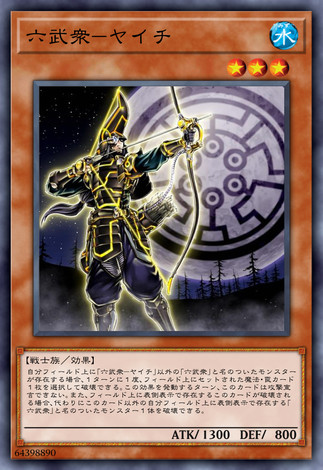 六武衆－ヤイチ
水
【戦士族／効果】
自分フィールド上に「六武衆－ヤイチ」以外の「六武衆」と名のついたモンスター
が存在する場合、1ターンに1度、フィールド上にセットされた魔法・罠カード
1枚を選択して破壊できる。この効果を発動するターン、このカードは攻撃宣
言できない。また、フィールド上に表側表示で存在するこのカードが破壊され
る場合、代わりにこのカード以外の自分フィールド上に表側表示で存在する
「六武衆」と名のついたモンスター1体を破壊できる。
ATK/1300 DEF/ 800
64398890